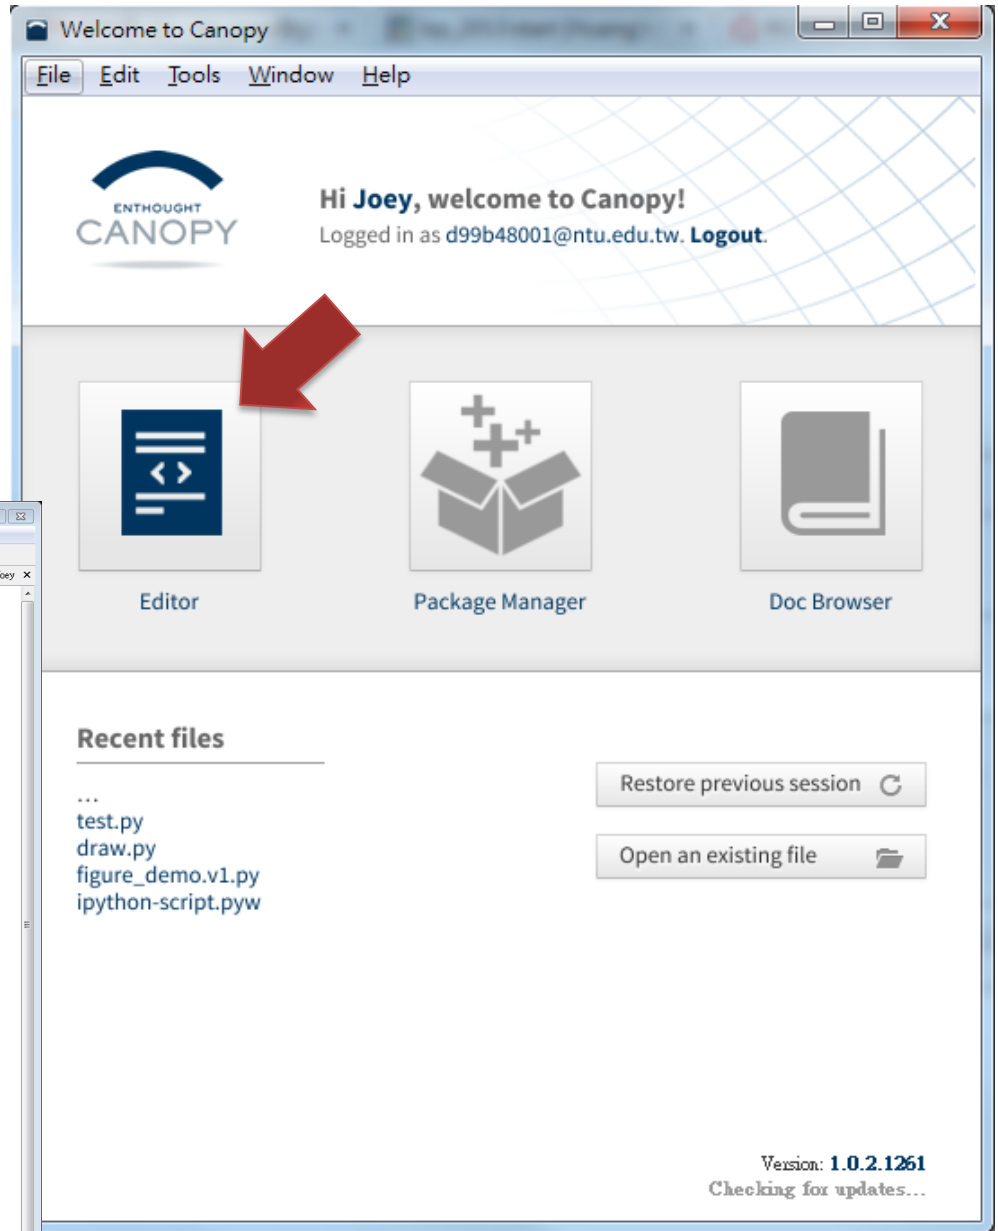 Welcome to Canopy
File Edit Tools Window Help
ENTHOUGHT
CANOPY
Hi Joey, welcome to Canopy!
Logged in as d99b48001@ntu.edu.tw. Logout.
Editor
Package Manager
Doc Browser
Recent files
...
test.py
draw.py
figure_demo.v1.py
ipython-script.pyw
Restore previous session
Open an existing file
Version: 1.0.2.1261
Checking for updates...